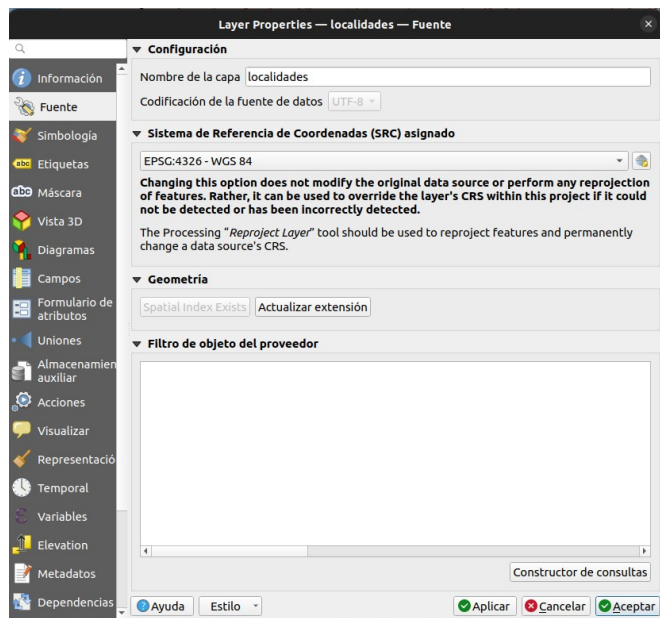 Layer Properties — localidades — Fuente
Información
Fuente
Simbología
abc Etiquetas
abc Máscara
Vista 3D
Diagramas
Campos
Formulario de
atributos
Uniones
Almacenamien
auxiliar
Acciones
Visualizar
Representació
Temporal
Variables
Elevation
Metadatos
Dependencias
Configuración
Nombre de la capa localidades
Codificación de la fuente de datos UTF-8
Sistema de Referencia de Coordenadas (SRC) asignado
EPSG:4326 - WGS 84
Changing this option does not modify the original data source or perform any reprojection
of features. Rather, it can be used to override the layer's CRS within this project if it could
not be detected or has been incorrectly detected.
The Processing “Reproject Layer” tool should be used to reproject features and permanently
change a data source's CRS.
Geometría
Spatial Index Exists Actualizar extensión
Filtro de objeto del proveedor
Constructor de consultas
Ayuda Estilo Aplicar Cancelar Aceptar